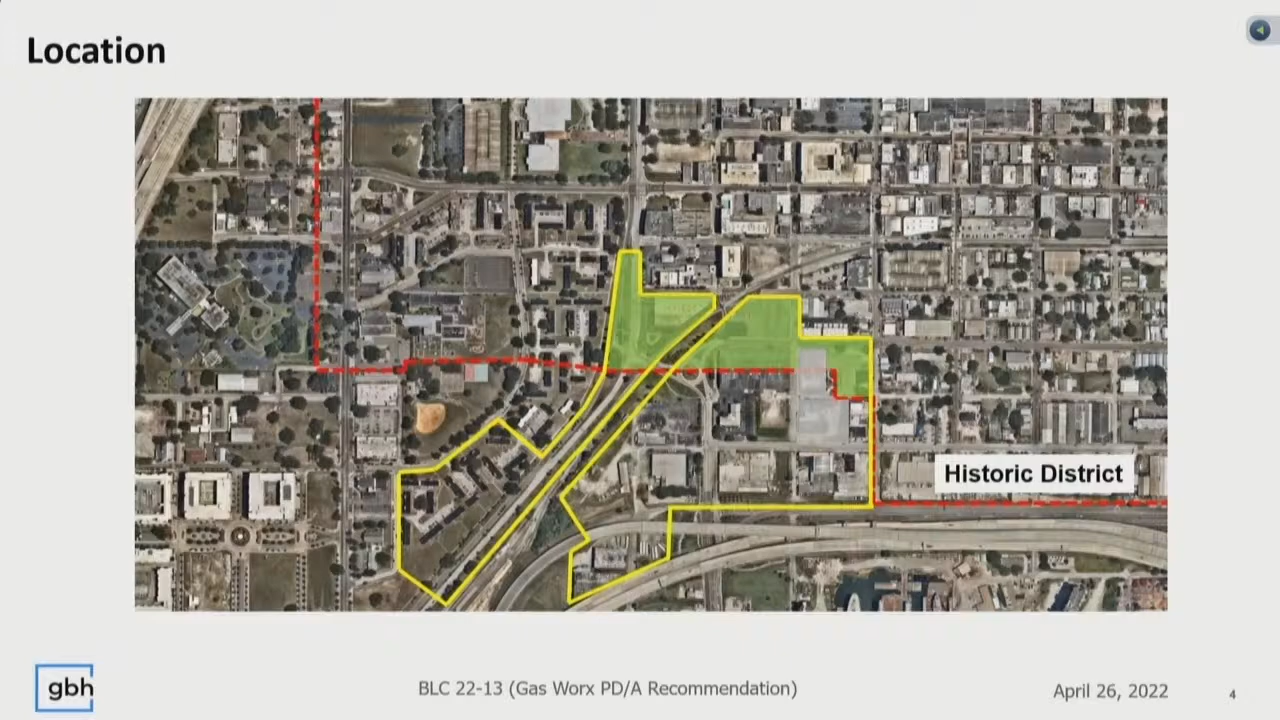 Location
Historic District
gbh
BLC 22-13 (Gas Worx PD/A Recommendation)
April 26, 2022
4